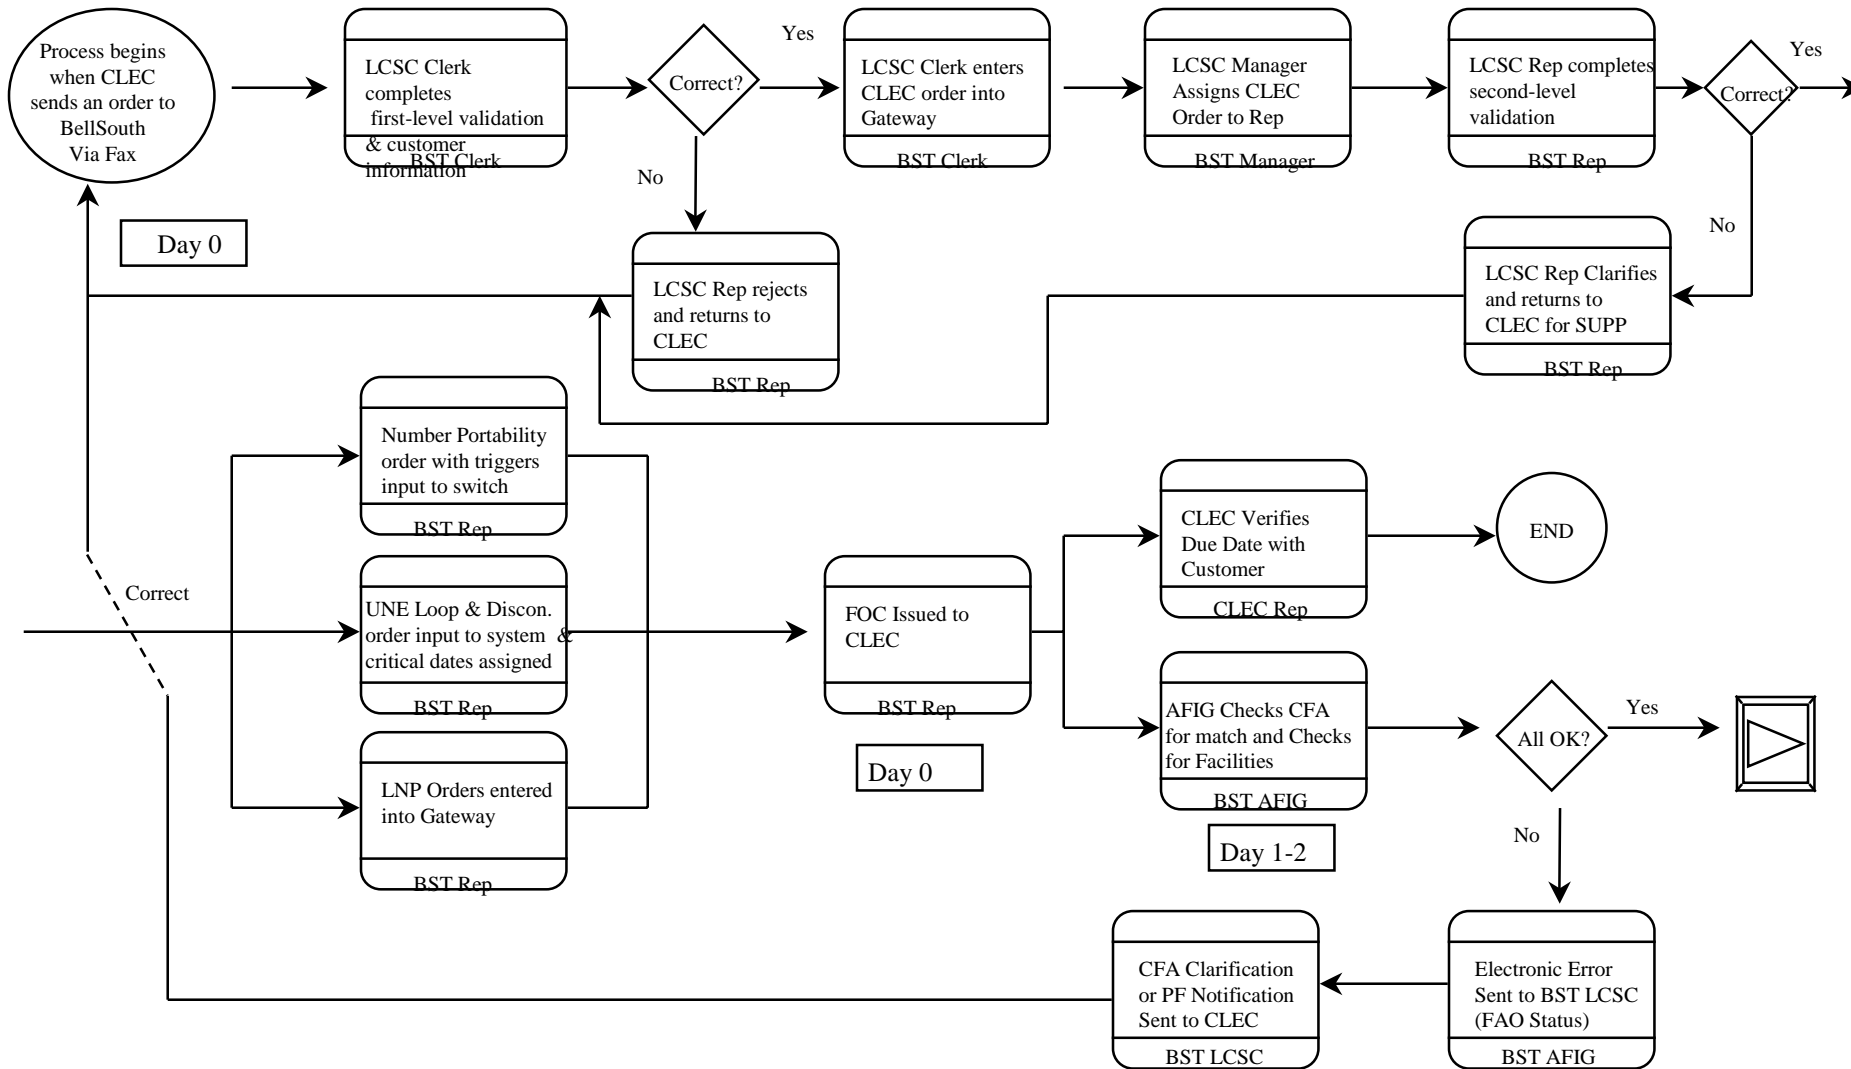 Process begins
when CLEC
sends an order to
BellSouth
Via Fax
LCSC Clerk
completes
first-level validation
& customer
information
BST Clerk
Correct?
Yes
No
LCSC Clerk enters
CLEC order into
Gateway
BST Clerk
LCSC Manager
Assigns CLEC
Order to Rep
BST Manager
LCSC Rep completes
second-level
validation
BST Rep
Correct?
Yes
No
Day 0
LCSC Rep rejects
and returns to
CLEC
BST Rep
LCSC Rep Clarifies
and returns to
CLEC for SUPP
BST Rep
Number Portability
order with triggers
input to switch
BST Rep
Correct
UNE Loop & Discon.
order input to system &
critical dates assigned
BST Rep
LNP Orders entered
into Gateway
BST Rep
FOC Issued to
CLEC
BST Rep
Day 0
CLEC Verifies
Due Date with
Customer
CLEC Rep
END
AFIG Checks CFA
for match and Checks
for Facilities
BST AFIG
Day 1-2
All OK?
Yes
No
CFA Clarification
or PF Notification
Sent to CLEC
BST LCSC
Electronic Error
Sent to BST LCSC
(FAO Status)
BST AFIG